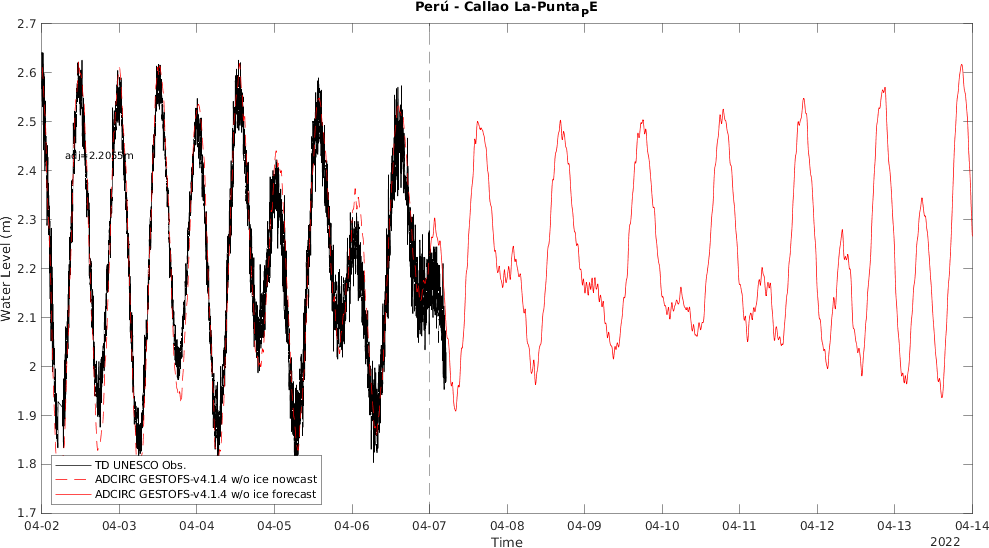 Perú - Callao La-PuntapE
2.7
2.6
2.5
2.4
2.3
2.2
2.1
2
1.9
1.8
1.7
Water Level (m)
adj=2.2055m
TD UNESCO Obs.
ADCIRC GESTOFS-v4.1.4 w/o ice nowcast
ADCIRC GESTOFS-v4.1.4 w/o ice forecast
04-02 04-03 04-04 04-05 04-06 04-07 04-08 04-09 04-10 04-11 04-12 04-13 04-14
Time
2022